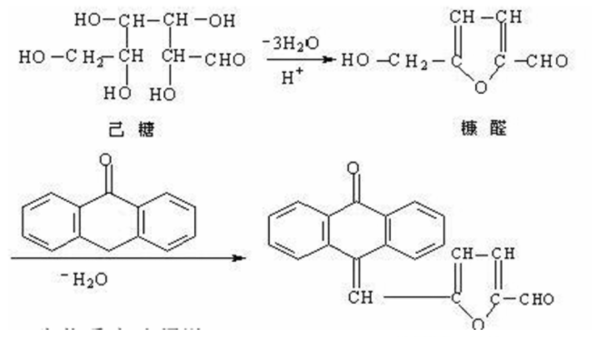 HO—CH—CH—OH
HO—CH₂—CH CH—CHO
HO HO
−3H₂O
H⁺
CH—CH
HO—CH₂—C C—CHO
O
己糖
糠醛
O
−H₂O
O
CH—CH
CH—C C—CHO
O